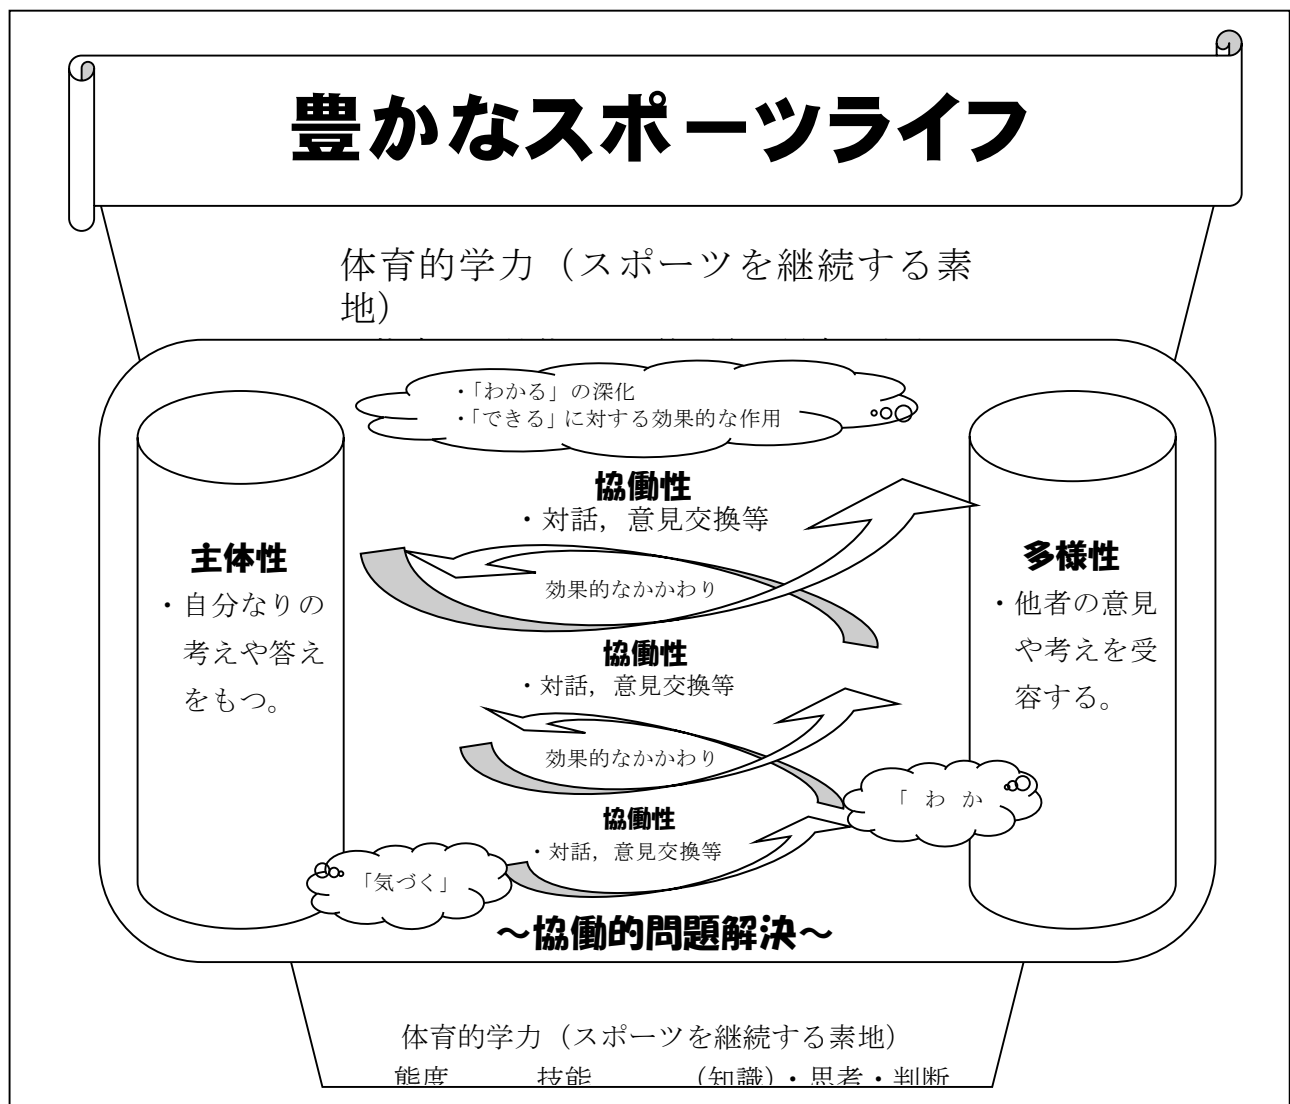 豊かなスポーツライフ
体育的学力（スポーツを継続する素
地）
・「わかる」の深化
・「できる」に対する効果的な作用
協働性
・対話，意見交換等
主体性
・自分なりの
考えや答え
をもつ。
多様性
・他者の意見
や考えを受
容する。
効果的なかかわり
協働性
・対話，意見交換等
効果的なかかわり
「わか
協働性
・対話，意見交換等
「気づく」
～協働的問題解決～
体育的学力（スポーツを継続する素地）
態度　技能　（知識）・思考・判断